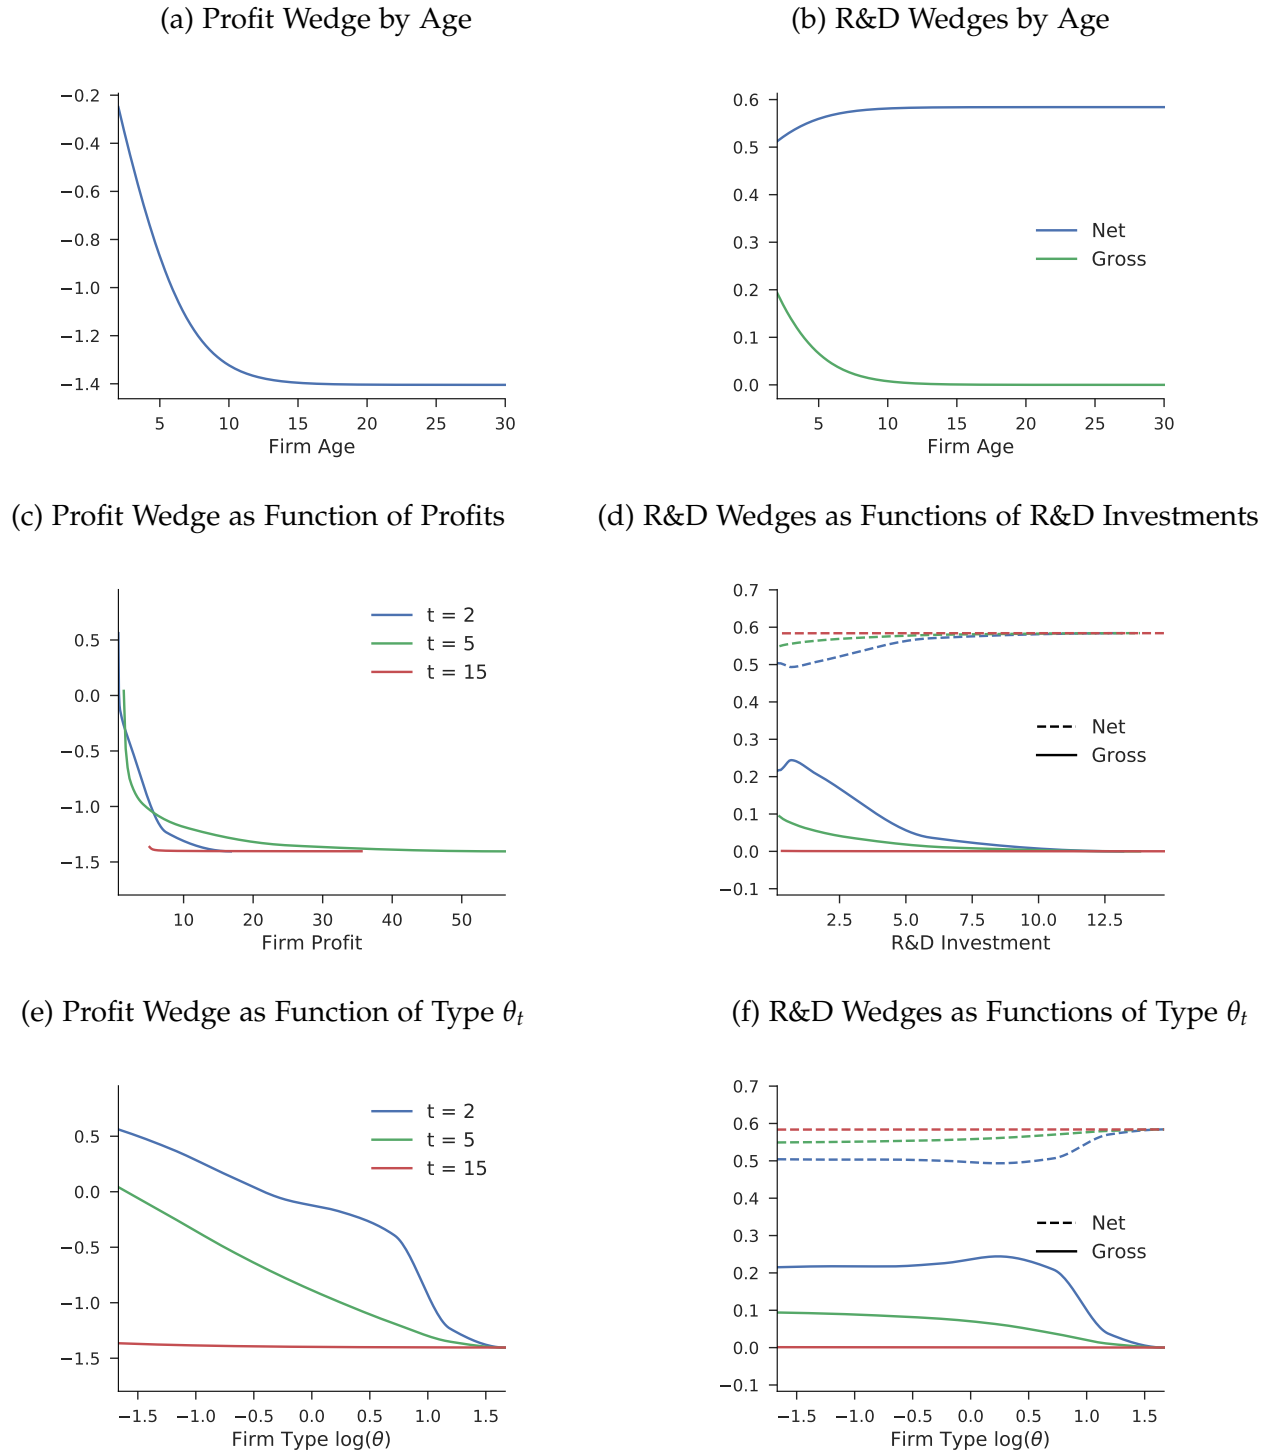 (a) Profit Wedge by Age
−0.2
−0.4
−0.6
−0.8
−1.0
−1.2
−1.4
5 10 15 20 25 30
Firm Age
(b) R&D Wedges by Age
0.6
0.5
0.4
0.3
0.2
0.1
0.0
Net
Gross
5 10 15 20 25 30
Firm Age
(c) Profit Wedge as Function of Profits
0.5
0.0
−0.5
−1.0
−1.5
t = 2
t = 5
t = 15
10 20 30 40 50
Firm Profit
(d) R&D Wedges as Functions of R&D Investments
0.7
0.6
0.5
0.4
0.3
0.2
0.1
0.0
−0.1
Net
Gross
2.5 5.0 7.5 10.0 12.5
R&D Investment
(e) Profit Wedge as Function of Type θt
0.5
0.0
−0.5
−1.0
−1.5
t = 2
t = 5
t = 15
−1.5 −1.0 −0.5 0.0 0.5 1.0 1.5
Firm Type log(θ)
(f) R&D Wedges as Functions of Type θt
0.7
0.6
0.5
0.4
0.3
0.2
0.1
0.0
−0.1
Net
Gross
−1.5 −1.0 −0.5 0.0 0.5 1.0 1.5
Firm Type log(θ)